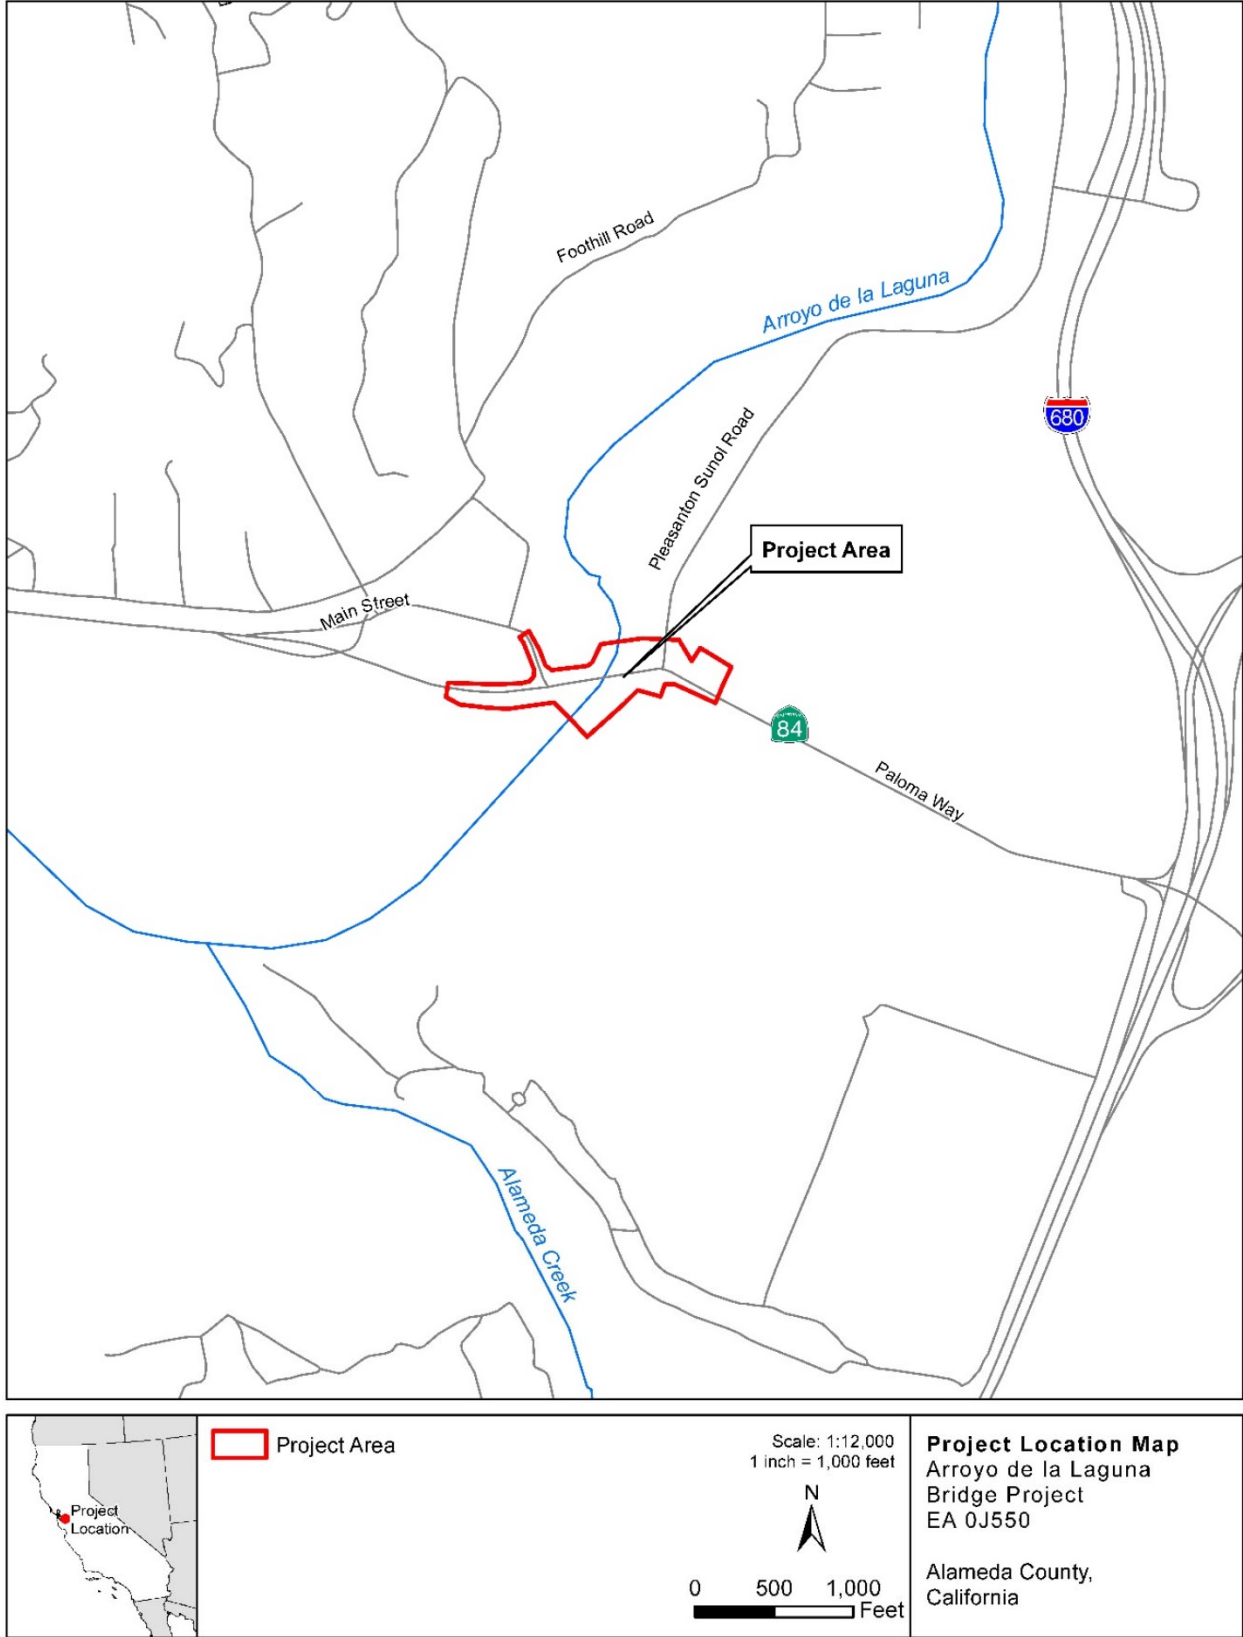 Foothill Road
Arroyo de la Laguna
680
Pleasanton Sunol Road
Project Area
Main Street
84
Paloma Way
Alameda Creek
Project
Location
Project Area
Scale: 1:12,000
1 inch = 1,000 feet
N
0 500 1,000
Feet
Project Location Map
Arroyo de la Laguna
Bridge Project
EA 0J550
Alameda County,
California